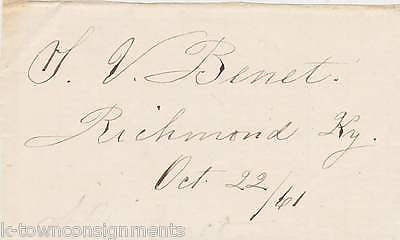 S. V. Benet.
Richmond Ky.
Oct. 22/61
k-townconsignments